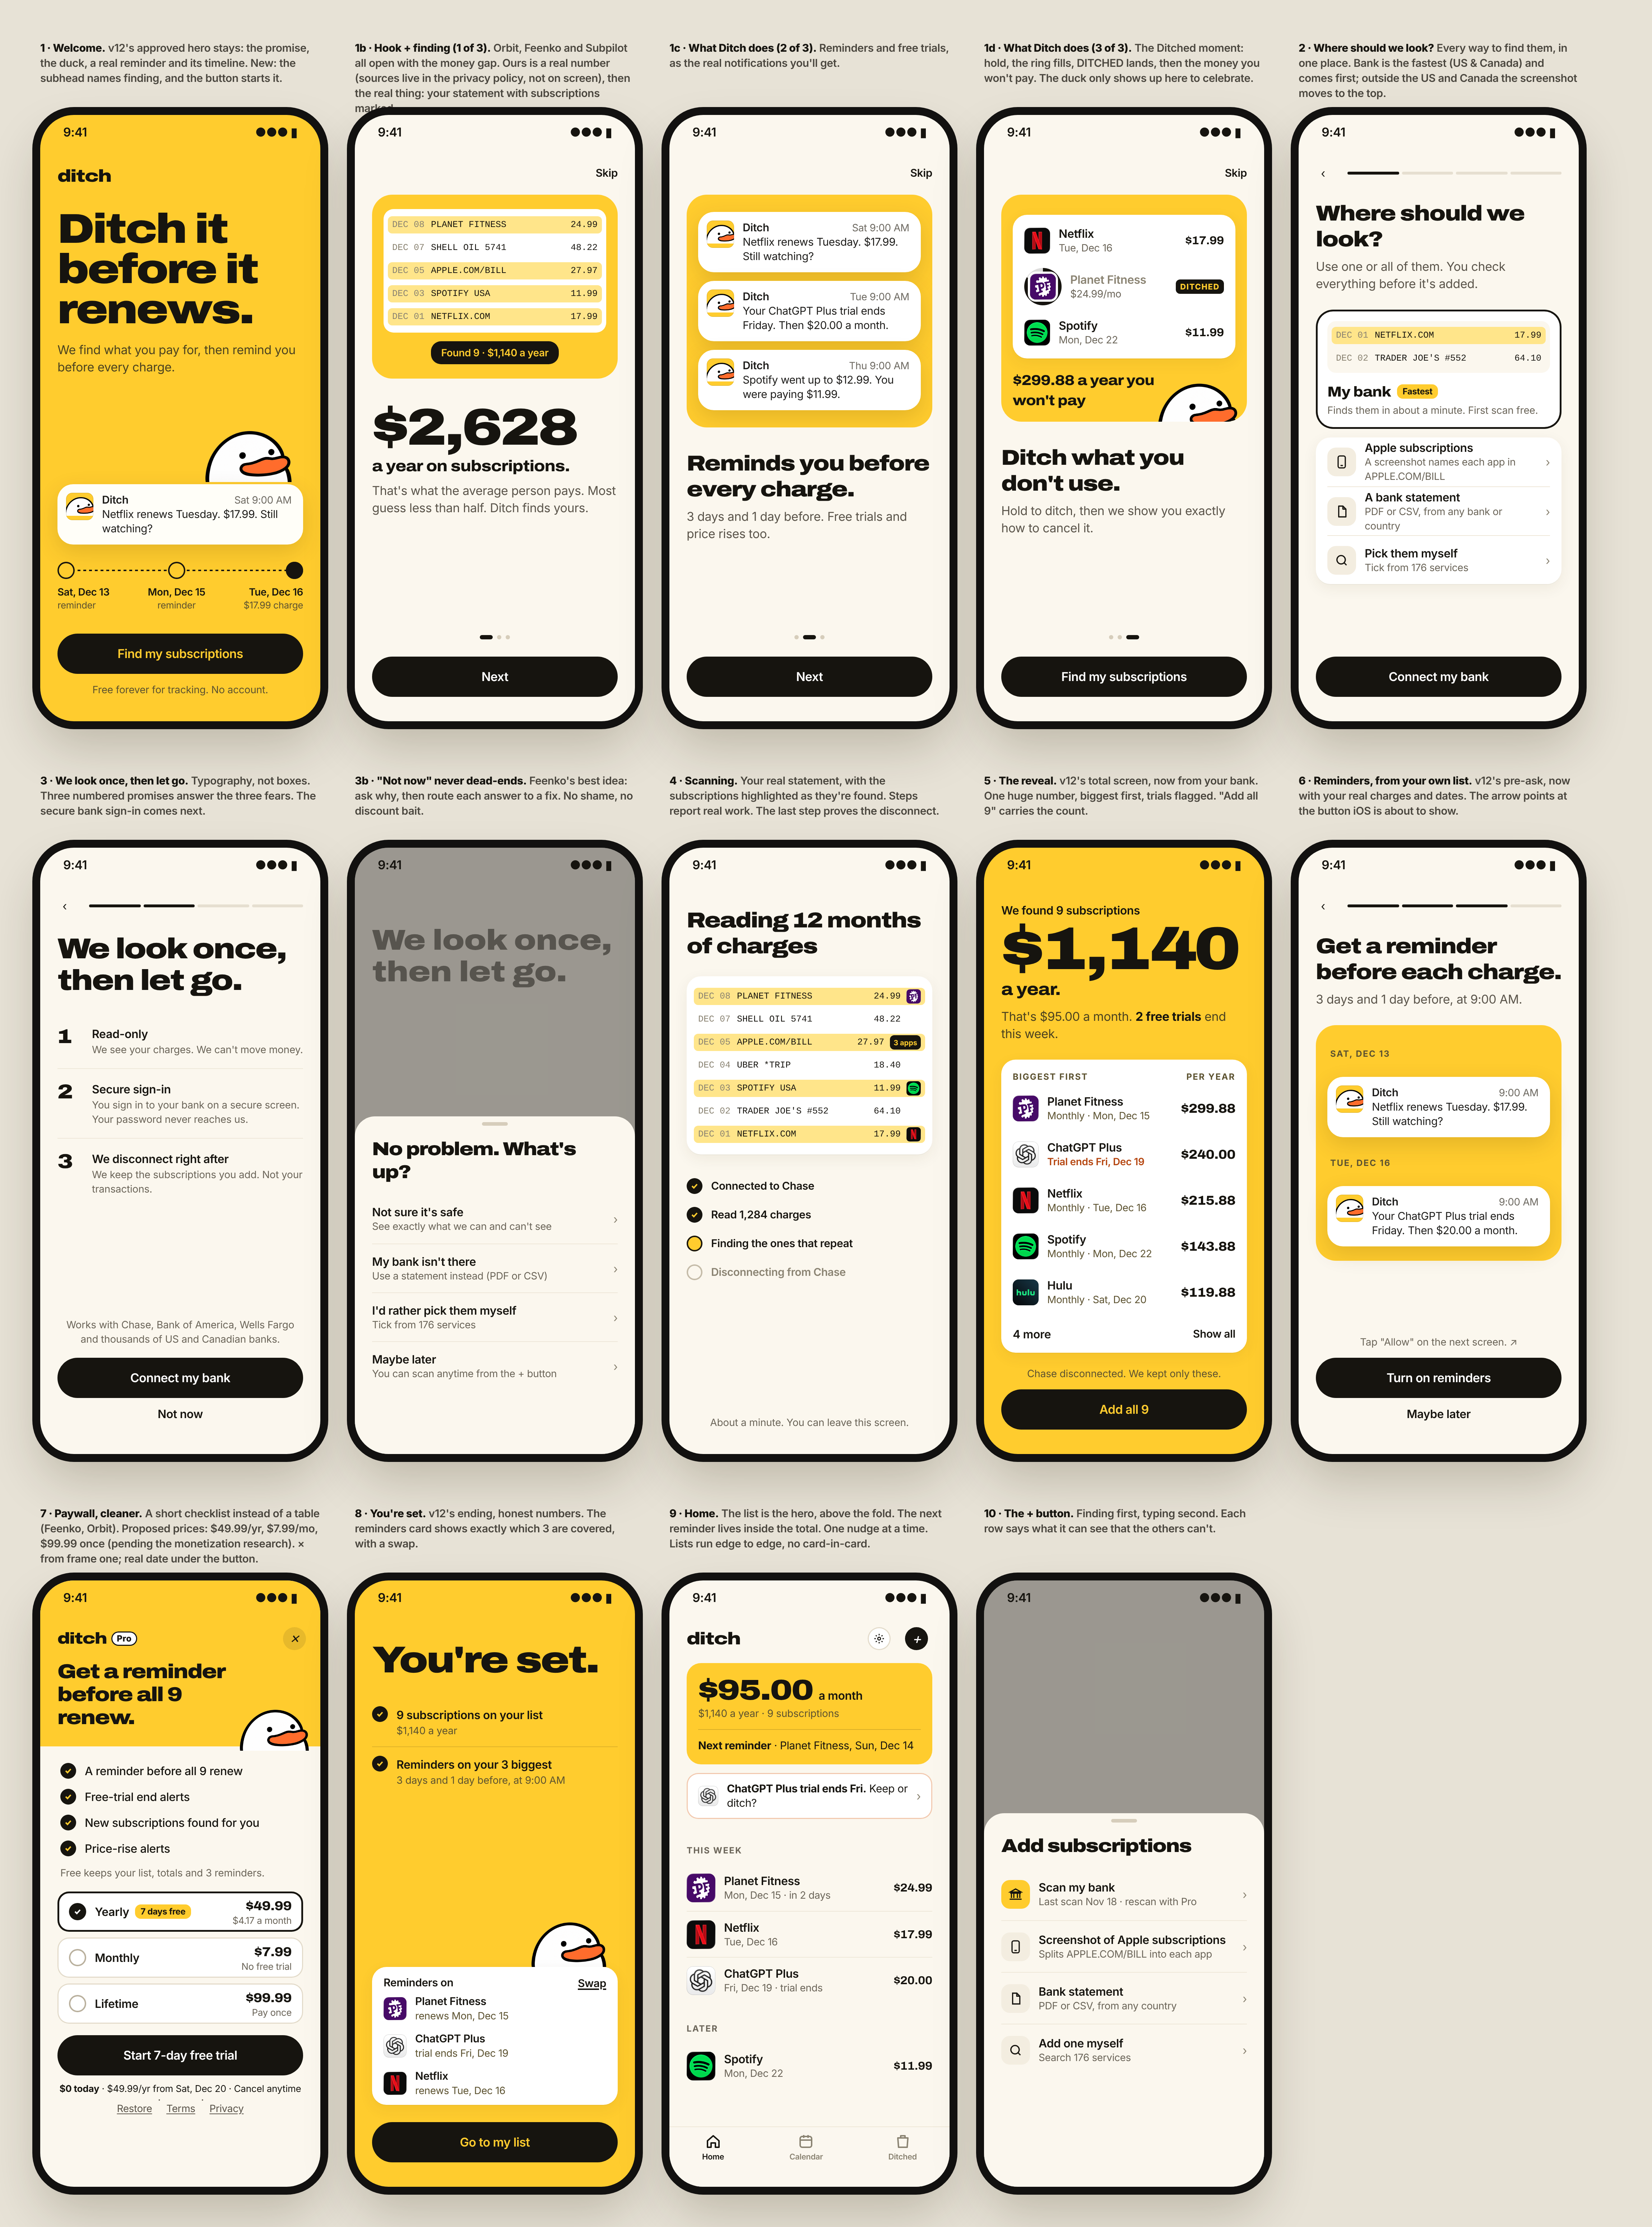 1 · Welcome. v12's approved hero stays: the promise,
the duck, a real reminder and its timeline. New: the
subhead names finding, and the button starts it.
9:41
ditch
Ditch it
before it
renews.
We find what you pay for, then remind you
before every charge.
Ditch
Sat 9:00 AM
Netflix renews Tuesday. $17.99. Still
watching?
Sat, Dec 13
reminder
Mon, Dec 15
reminder
Tue, Dec 16
$17.99 charge
Find my subscriptions
Free forever for tracking. No account.
1b · Hook + finding (1 of 3). Orbit, Feenko and Subpilot
all open with the money gap. Ours is a real number
(sources live in the privacy policy, not on screen), then
the real thing: your statement with subscriptions
marked.
9:41
Skip
DEC 08 PLANET FITNESS 24.99
DEC 07 SHELL OIL 5741 48.22
DEC 05 APPLE.COM/BILL 27.97
DEC 03 SPOTIFY USA 11.99
DEC 01 NETFLIX.COM 17.99
Found 9 · $1,140 a year
$2,628
a year on subscriptions.
That's what the average person pays. Most
guess less than half. Ditch finds yours.
Next
1c · What Ditch does (2 of 3). Reminders and free trials,
as the real notifications you'll get.
9:41
Skip
Ditch
Sat 9:00 AM
Netflix renews Tuesday. $17.99.
Still watching?
Ditch
Tue 9:00 AM
Your ChatGPT Plus trial ends
Friday. Then $20.00 a month.
Ditch
Thu 9:00 AM
Spotify went up to $12.99. You
were paying $11.99.
Reminds you before
every charge.
3 days and 1 day before. Free trials and
price rises too.
Next
1d · What Ditch does (3 of 3). The Ditched moment:
hold, the ring fills, DITCHED lands, then the money you
won't pay. The duck only shows up here to celebrate.
9:41
Skip
Netflix
Tue, Dec 16
$17.99
Planet Fitness
$24.99/mo
DITCHED
Spotify
Mon, Dec 22
$11.99
$299.88 a year you
won't pay
Ditch what you
don't use.
Hold to ditch, then we show you exactly
how to cancel it.
Find my subscriptions
2 · Where should we look? Every way to find them, in
one place. Bank is the fastest (US & Canada) and
comes first; outside the US and Canada the screenshot
moves to the top.
9:41
Where should we
look?
Use one or all of them. You check
everything before it's added.
DEC 01 NETFLIX.COM 17.99
DEC 02 TRADER JOE'S #552 64.10
My bank Fastest
Finds them in about a minute. First scan free.
Apple subscriptions
A screenshot names each app in
APPLE.COM/BILL
A bank statement
PDF or CSV, from any bank or
country
Pick them myself
Tick from 176 services
Connect my bank
3 · We look once, then let go. Typography, not boxes.
Three numbered promises answer the three fears. The
secure bank sign-in comes next.
9:41
We look once,
then let go.
1
Read-only
We see your charges. We can't move money.
2
Secure sign-in
You sign in to your bank on a secure screen.
Your password never reaches us.
3
We disconnect right after
We keep the subscriptions you add. Not your
transactions.
Works with Chase, Bank of America, Wells Fargo
and thousands of US and Canadian banks.
Connect my bank
Not now
3b · "Not now" never dead-ends. Feenko's best idea:
ask why, then route each answer to a fix. No shame, no
discount bait.
9:41
We look once,
then let go.
No problem. What's
up?
Not sure it's safe
See exactly what we can and can't see
My bank isn't there
Use a statement instead (PDF or CSV)
I'd rather pick them myself
Tick from 176 services
Maybe later
You can scan anytime from the + button
4 · Scanning. Your real statement, with the
subscriptions highlighted as they're found. Steps
report real work. The last step proves the disconnect.
9:41
Reading 12 months
of charges
DEC 08 PLANET FITNESS 24.99
DEC 07 SHELL OIL 5741 48.22
DEC 05 APPLE.COM/BILL 27.97 3 apps
DEC 04 UBER *TRIP 18.40
DEC 03 SPOTIFY USA 11.99
DEC 02 TRADER JOE'S #552 64.10
DEC 01 NETFLIX.COM 17.99
Connected to Chase
Read 1,284 charges
Finding the ones that repeat
Disconnecting from Chase
About a minute. You can leave this screen.
5 · The reveal. v12's total screen, now from your bank.
One huge number, biggest first, trials flagged. "Add all
9" carries the count.
9:41
We found 9 subscriptions
$1,140
a year.
That's $95.00 a month. 2 free trials end
this week.
BIGGEST FIRST
PER YEAR
Planet Fitness
Monthly · Mon, Dec 15
$299.88
ChatGPT Plus
Trial ends Fri, Dec 19
$240.00
Netflix
Monthly · Tue, Dec 16
$215.88
Spotify
Monthly · Mon, Dec 22
$143.88
hulu
Hulu
Monthly · Sat, Dec 20
$119.88
4 more
Show all
Chase disconnected. We kept only these.
Add all 9
6 · Reminders, from your own list. v12's pre-ask, now
with your real charges and dates. The arrow points at
the button iOS is about to show.
9:41
Get a reminder
before each charge.
3 days and 1 day before, at 9:00 AM.
SAT, DEC 13
Ditch
9:00 AM
Netflix renews Tuesday. $17.99.
Still watching?
TUE, DEC 16
Ditch
9:00 AM
Your ChatGPT Plus trial ends
Friday. Then $20.00 a month.
Tap "Allow" on the next screen. ↗
Turn on reminders
Maybe later
7 · Paywall, cleaner. A short checklist instead of a table
(Feenko, Orbit). Proposed prices: $49.99/yr, $7.99/mo,
$99.99 once (pending the monetization research). ×
from frame one; real date under the button.
9:41
ditch Pro
×
Get a reminder
before all 9
renew.
A reminder before all 9 renew
Free-trial end alerts
New subscriptions found for you
Price-rise alerts
Free keeps your list, totals and 3 reminders.
Yearly 7 days free
$49.99
$4.17 a month
Monthly
$7.99
No free trial
Lifetime
$99.99
Pay once
Start 7-day free trial
$0 today · $49.99/yr from Sat, Dec 20 · Cancel anytime
Restore · Terms · Privacy
8 · You're set. v12's ending, honest numbers. The
reminders card shows exactly which 3 are covered,
with a swap.
9:41
You're set.
9 subscriptions on your list
$1,140 a year
Reminders on your 3 biggest
3 days and 1 day before, at 9:00 AM
Reminders on
Swap
Planet Fitness
renews Mon, Dec 15
ChatGPT Plus
trial ends Fri, Dec 19
Netflix
renews Tue, Dec 16
Go to my list
9 · Home. The list is the hero, above the fold. The next
reminder lives inside the total. One nudge at a time.
Lists run edge to edge, no card-in-card.
9:41
ditch
+
$95.00 a month
$1,140 a year · 9 subscriptions
Next reminder · Planet Fitness, Sun, Dec 14
ChatGPT Plus trial ends Fri. Keep or
ditch?
THIS WEEK
Planet Fitness
Mon, Dec 15 · in 2 days
$24.99
Netflix
Tue, Dec 16
$17.99
ChatGPT Plus
Fri, Dec 19 · trial ends
$20.00
LATER
Spotify
Mon, Dec 22
$11.99
Home
Calendar
Ditched
10 · The + button. Finding first, typing second. Each
row says what it can see that the others can't.
9:41
Add subscriptions
Scan my bank
Last scan Nov 18 · rescan with Pro
Screenshot of Apple subscriptions
Splits APPLE.COM/BILL into each app
Bank statement
PDF or CSV, from any country
Add one myself
Search 176 services